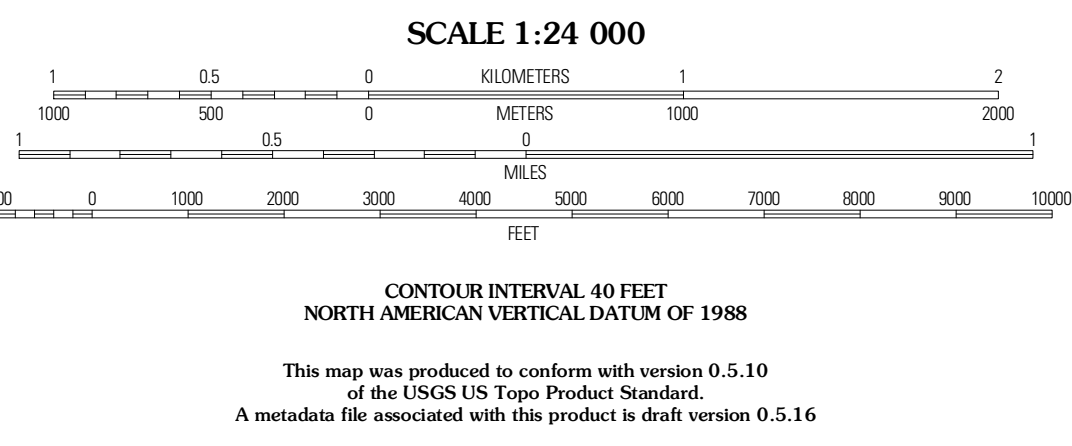 SCALE 1:24 000
1 0.5 0 KILOMETERS 1 2
1000 500 0 METERS 1000 2000
1 0.5 0 1
MILES
0 1000 2000 3000 4000 5000 6000 7000 8000 9000 10000
FEET
CONTOUR INTERVAL 40 FEET
NORTH AMERICAN VERTICAL DATUM OF 1988
This map was produced to conform with version 0.5.10
of the USGS US Topo Product Standard.
A metadata file associated with this product is draft version 0.5.16